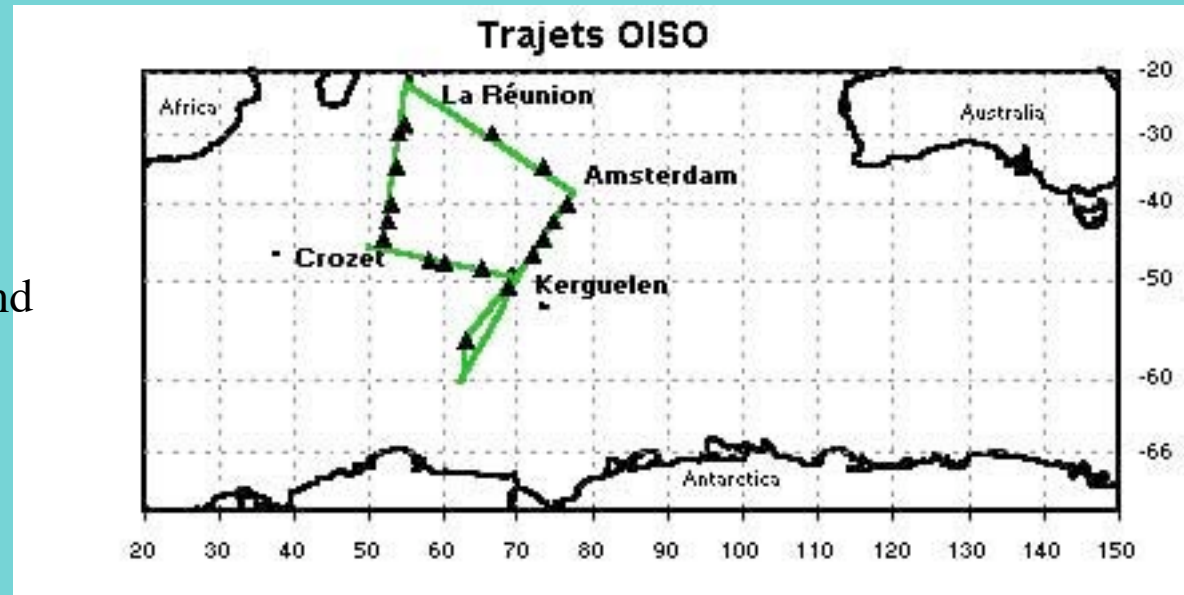 Trajets OISO
-20
La Réunion
Africa
Australia
-30
Amsterdam
-40
Crozet
Kerguelen
-50
nd
-60
-66
Antarctica
20 30 40 50 60 70 80 90 100 110 120 130 140 150